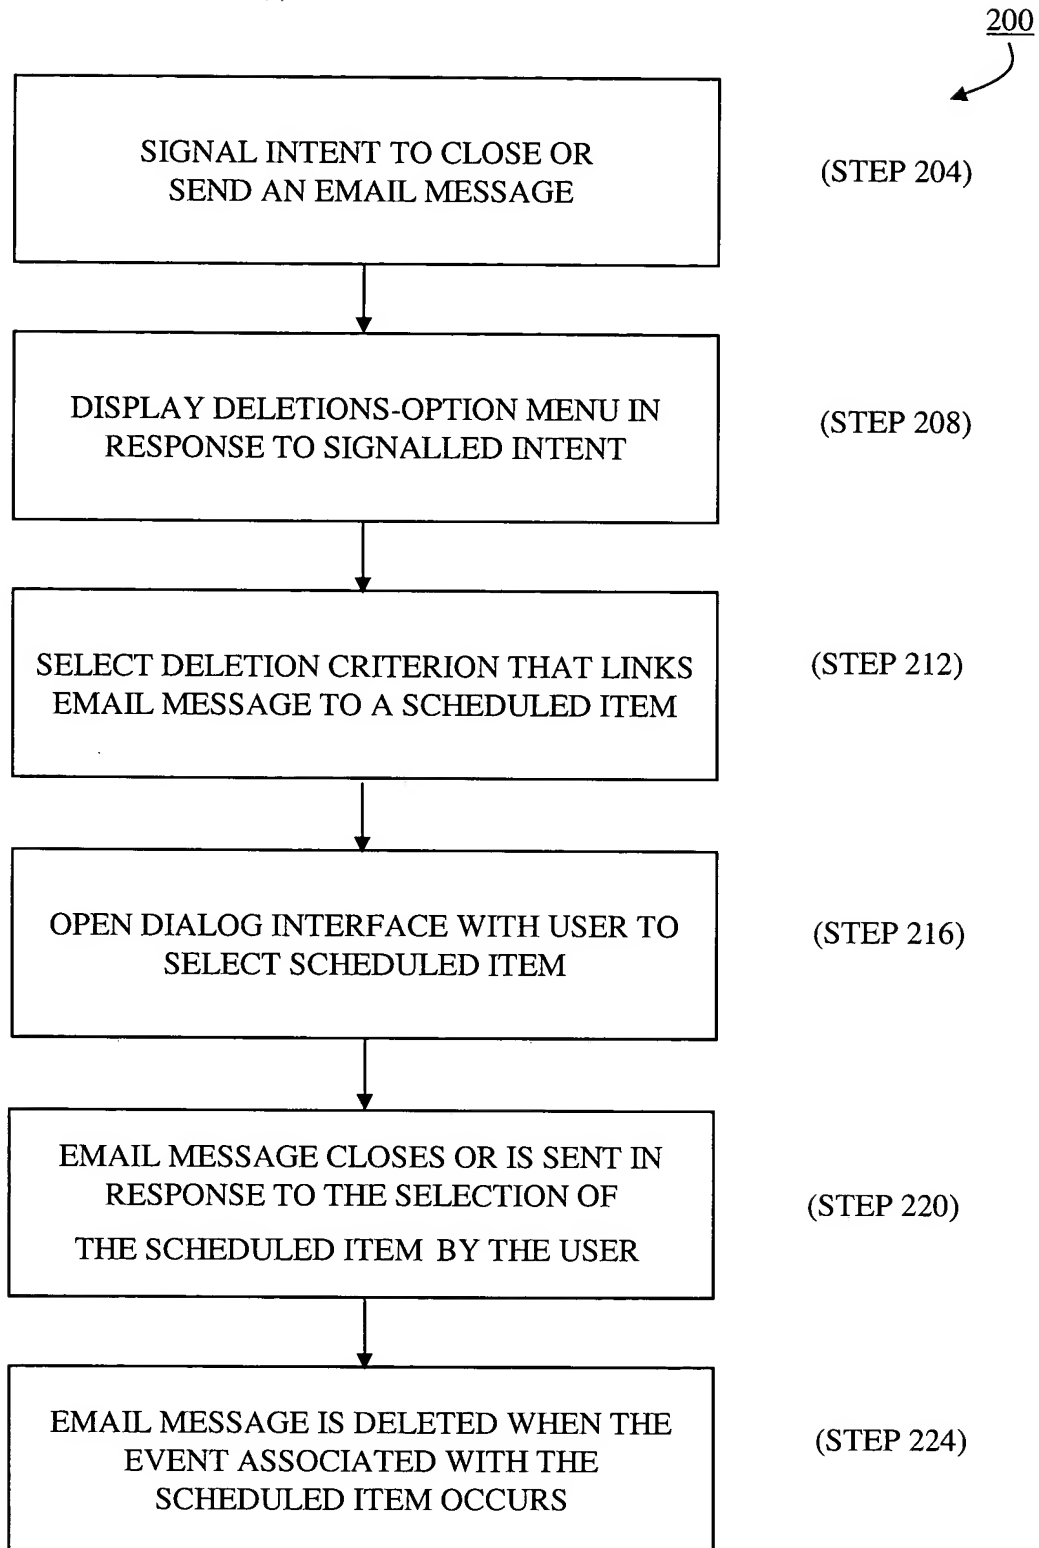 200
SIGNAL INTENT TO CLOSE OR
SEND AN EMAIL MESSAGE
(STEP 204)
DISPLAY DELETIONS-OPTION MENU IN
RESPONSE TO SIGNALLED INTENT
(STEP 208)
SELECT DELETION CRITERION THAT LINKS
EMAIL MESSAGE TO A SCHEDULED ITEM
(STEP 212)
OPEN DIALOG INTERFACE WITH USER TO
SELECT SCHEDULED ITEM
(STEP 216)
EMAIL MESSAGE CLOSES OR IS SENT IN
RESPONSE TO THE SELECTION OF
THE SCHEDULED ITEM BY THE USER
(STEP 220)
EMAIL MESSAGE IS DELETED WHEN THE
EVENT ASSOCIATED WITH THE
SCHEDULED ITEM OCCURS
(STEP 224)